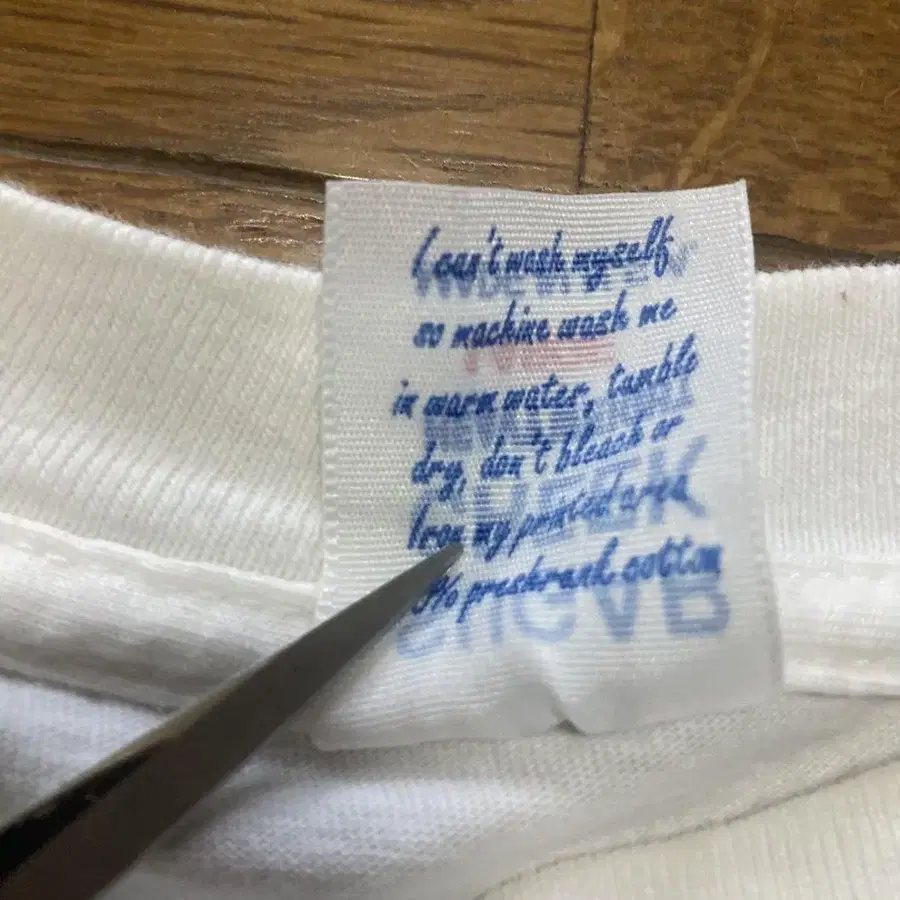 I can't wash myself
so machine wash me
in warm water, tumble
dry, don't bleach or
Iron my printed area
% preshrunk cotton